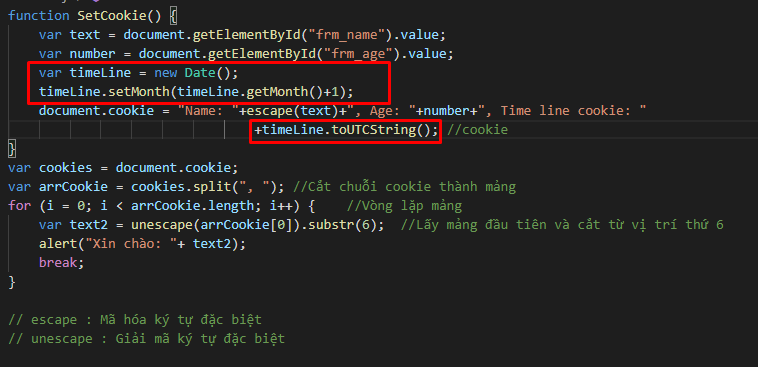 function SetCookie() {
var text = document.getElementById("frm_name").value;
var number = document.getElementById("frm_age").value;
var timeLine = new Date();
timeLine.setMonth(timeLine.getMonth()+1);
document.cookie = "Name: "+escape(text)+", Age: "+number+", Time line cookie: "
+timeLine.toUTCString(); //cookie
}
var cookies = document.cookie;
var arrCookie = cookies.split(", "); //Cắt chuỗi cookie thành mảng
for (i = 0; i < arrCookie.length; i++) { //Vòng lặp mảng
var text2 = unescape(arrCookie[0]).substr(6); //Lấy mảng đầu tiên và cắt từ vị trí thứ 6
alert("Xin chào: "+ text2);
break;
}
// escape : Mã hóa ký tự đặc biệt
// unescape : Giải mã ký tự đặc biệt